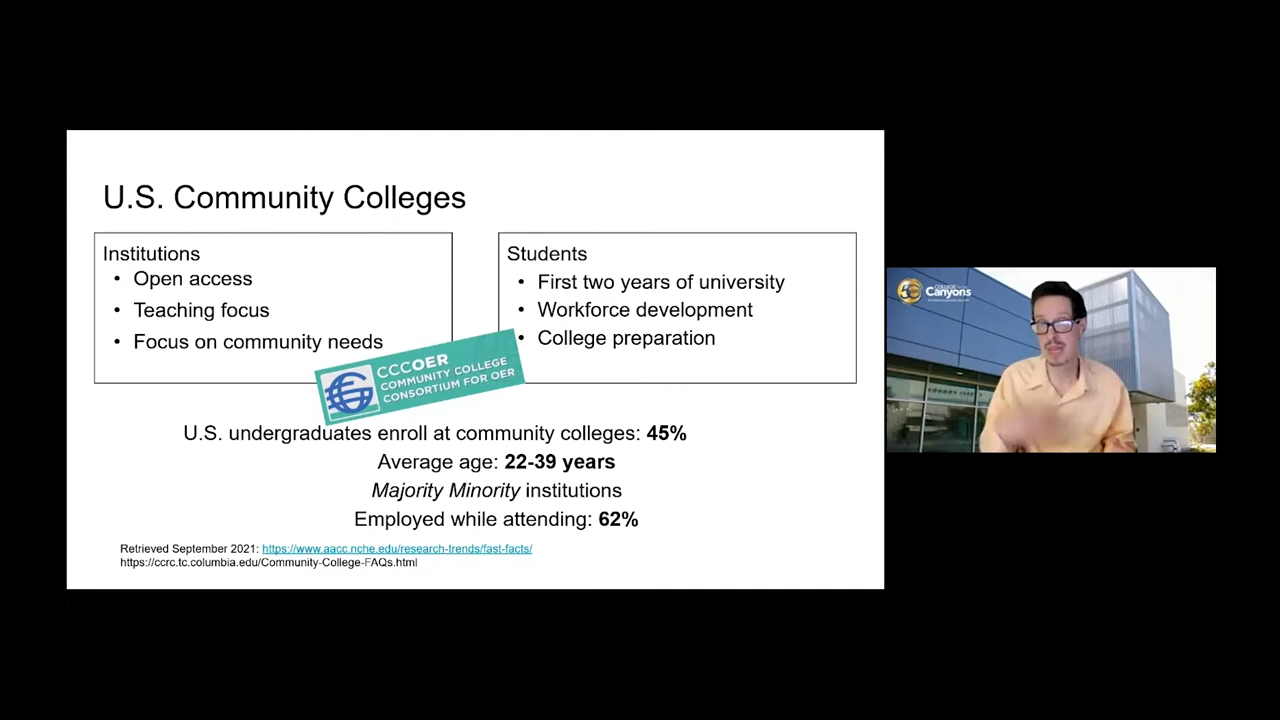 U.S. Community Colleges
Institutions
• Open access
• Teaching focus
• Focus on community needs
Students
• First two years of university
• Workforce development
• College preparation
CCCOER
COMMUNITY COLLEGE
CONSORTIUM FOR OER
U.S. undergraduates enroll at community colleges: 45%
Average age: 22-39 years
Majority Minority institutions
Employed while attending: 62%
Retrieved September 2021: https://www.aacc.nche.edu/research-trends/fast-facts/
https://ccrc.tc.columbia.edu/Community-College-FAQs.html
Canyons